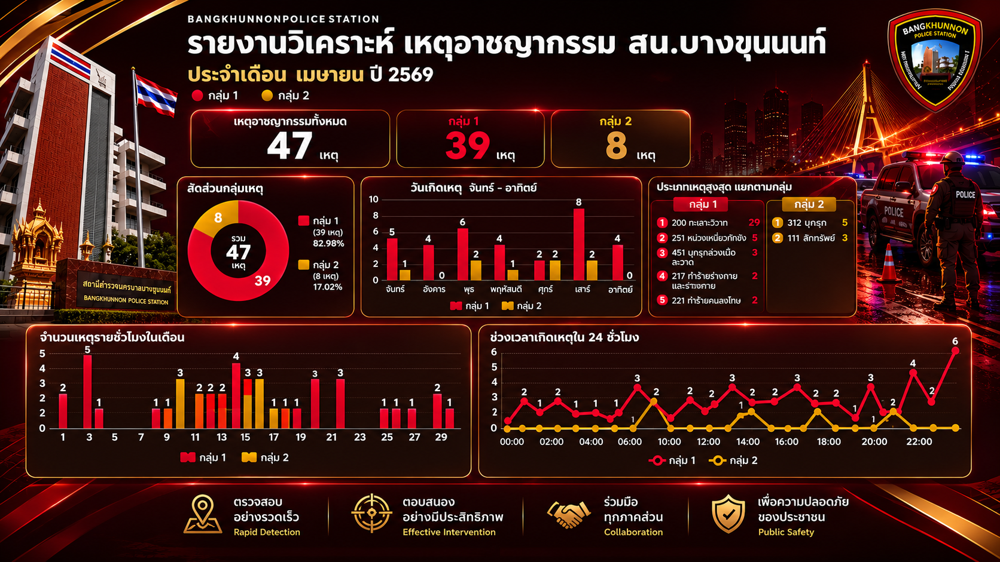 BANGKHUNNONPOLICE STATION
รายงานวิเคราะห์ เหตุอาชญากรรม สน.บางขุนนนท์
ประจำเดือน เมษายน ปี 2569
กลุ่ม 1
กลุ่ม 2
BANGKHUNNON
POLICE STATION
เหตุอาชญากรรมทั้งหมด
47 เหตุ
กลุ่ม 1
39 เหตุ
กลุ่ม 2
8 เหตุ
สถานีตำรวจนครบาลบางขุนนนท์
BANGKHUNNON POLICE STATION
POLICE
POLICE
สัดส่วนกลุ่มเหตุ
8
รวม
47
เหตุ
39
กลุ่ม 1
(39 เหตุ)
82.98%
กลุ่ม 2
(8 เหตุ)
17.02%
วันเกิดเหตุ จันทร์ - อาทิตย์
10
8
6
4
2
0
5 1 4 0 6 2 4 1 2 2 8 2 4 0
จันทร์ อังคาร พุธ พฤหัสนดี ศุกร์ เสาร์ อาทิตย์
กลุ่ม 1 กลุ่ม 2
ประเภทเหตุสูงสุด แยกตามกลุ่ม
กลุ่ม 1
1 200 ทะเลาะวิวาท 29
2 251 หน่วงเหนี่ยวกักขัง 5
3 451 บุกรุกล่วงเนื้อ 3
ละวาด
4 217 ทำร้ายร่างกาย 2
5 221 ทำร้ายคนลงโทษ 2
กลุ่ม 2
1 312 บุกรุก 5
2 111 ลักทรัพย์ 3
จำนวนเหตุรายชั่วโมงในเดือน
5
4
3
2
2
0
2 5 1 1 1 3 2 2 2 4 3 3 1 1 1 3 3 1 1 1 2 1
1 3 5 7 9 11 13 15 17 19 21 23 25 27 29
กลุ่ม 1 กลุ่ม 2
ช่วงเวลาเกิดเหตุใน 24 ชั่วโมง
6
5
4
3
2
0
2 1 2 1 1 1 1 3 1 2 2 2 3 1 2 2 3 2 2 1 3 1 2 4 2 6
00:00 02:00 04:00 06:00 10:00 12:00 14:00 16:00 18:00 20:00 22:00
กลุ่ม 1 กลุ่ม 2
ตรวจสอบ
อย่างรวดเร็ว
Rapid Detection
ตอบสนอง
อย่างมีประสิทธิภาพ
Effective Intervention
ร่วมมือ
ทุกภาคส่วน
Collaboration
เพื่อความปลอดภัย
ของประชาชน
Public Safety